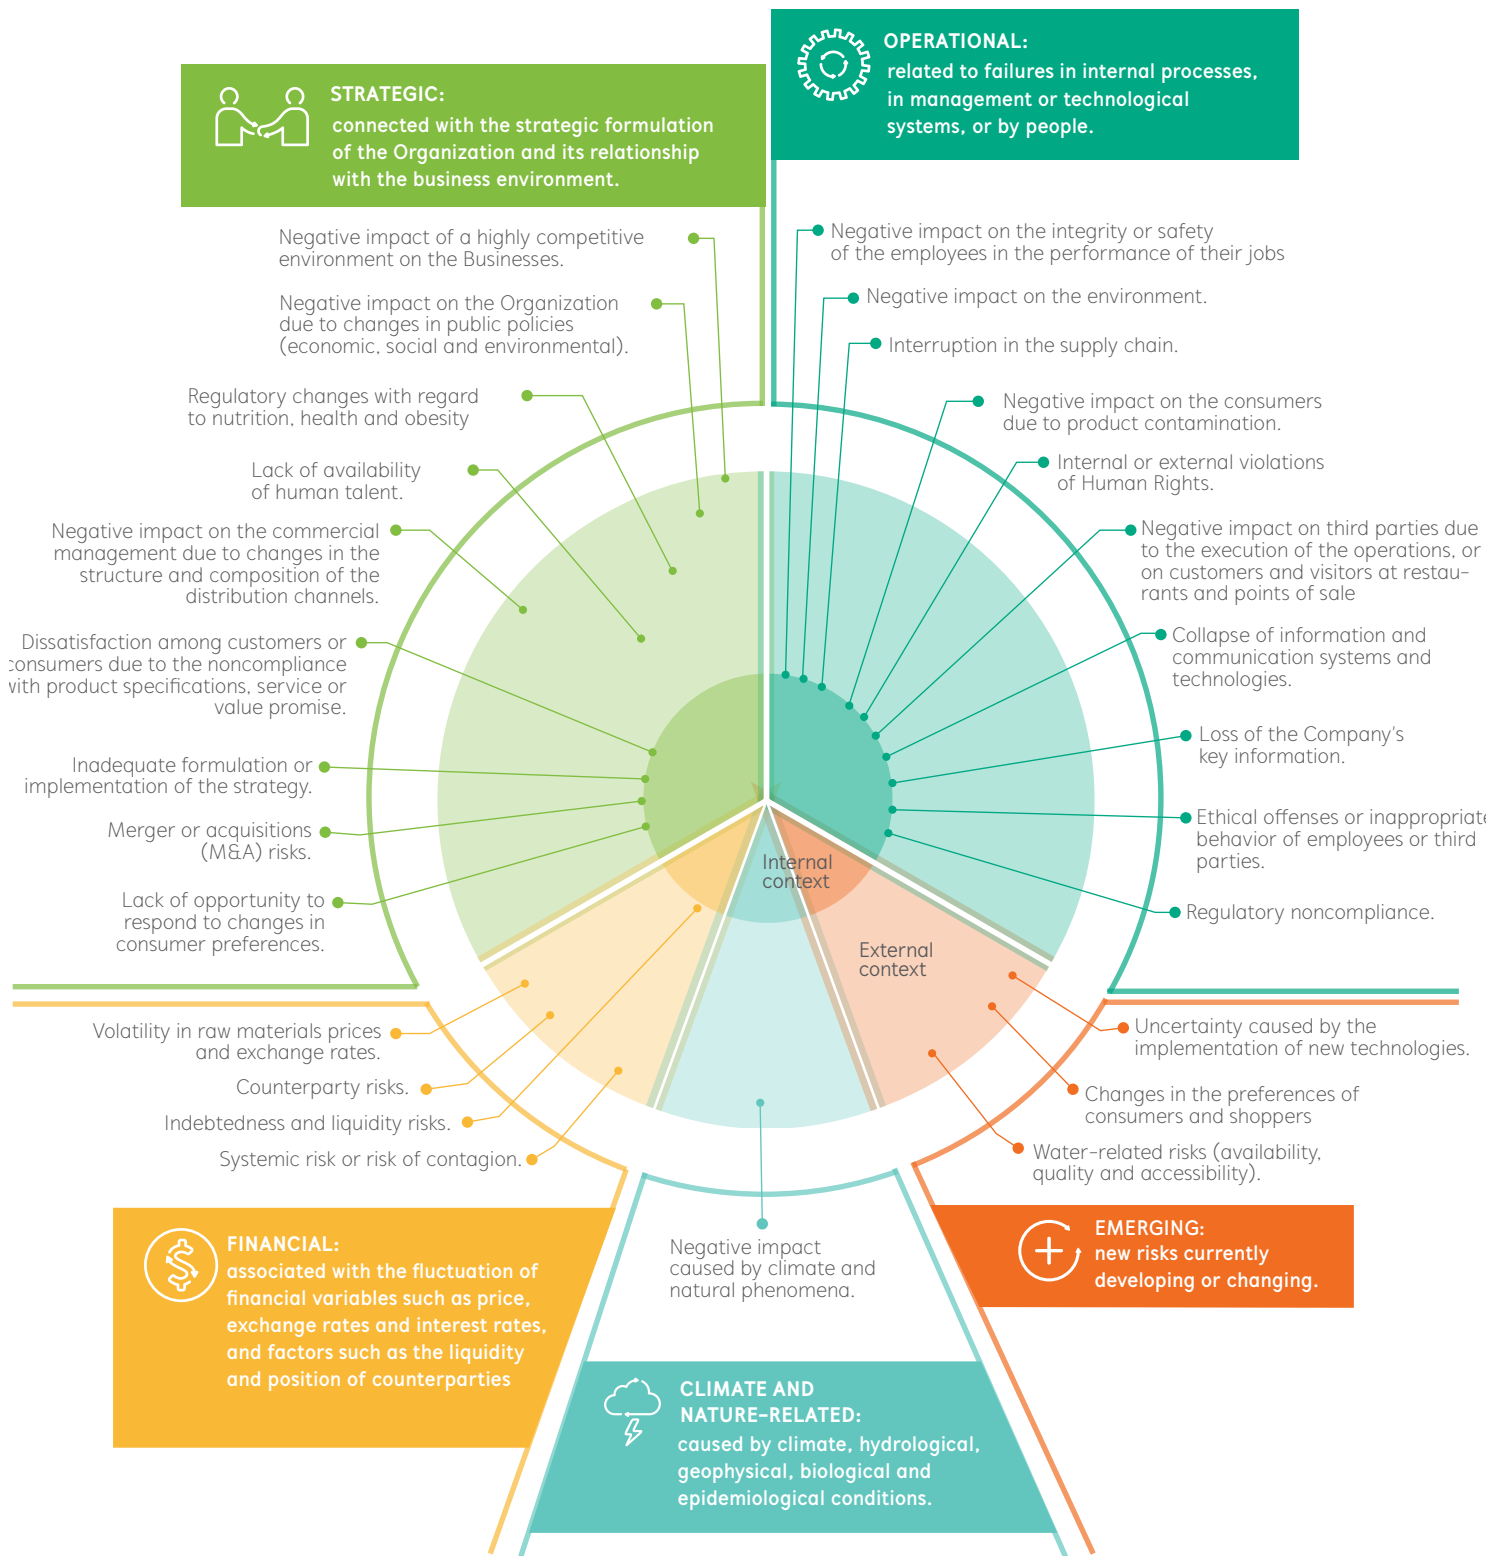 OPERATIONAL:
related to failures in internal processes,
in management or technological
systems, or by people.
STRATEGIC:
connected with the strategic formulation
of the Organization and its relationship
with the business environment.
Negative impact of a highly competitive
environment on the Businesses.
Negative impact on the Organization
due to changes in public policies
(economic, social and environmental).
Regulatory changes with regard
to nutrition, health and obesity
Lack of availability
of human talent.
Negative impact on the commercial
management due to changes in the
structure and composition of the
distribution channels.
Dissatisfaction among customers or
consumers due to the noncompliance
with product specifications, service or
value promise.
Inadequate formulation or
implementation of the strategy.
Merger or acquisitions
(M&A) risks.
Lack of opportunity to
respond to changes in
consumer preferences.
Negative impact on the integrity or safety
of the employees in the performance of their jobs
Negative impact on the environment.
Interruption in the supply chain.
Negative impact on the consumers
due to product contamination.
Internal or external violations
of Human Rights.
Negative impact on third parties due
to the execution of the operations, or
on customers and visitors at restau-
rants and points of sale
Collapse of information and
communication systems and
technologies.
Loss of the Company's
key information.
Ethical offenses or inappropriate
behavior of employees or third
parties.
Regulatory noncompliance.
Internal
context
External
context
Volatility in raw materials prices
and exchange rates.
Counterparty risks.
Indebtedness and liquidity risks.
Systemic risk or risk of contagion.
Uncertainty caused by the
implementation of new technologies.
Changes in the preferences of
consumers and shoppers
Water-related risks (availability,
quality and accessibility).
Negative impact
caused by climate and
natural phenomena.
FINANCIAL:
associated with the fluctuation of
financial variables such as price,
exchange rates and interest rates,
and factors such as the liquidity
and position of counterparties
EMERGING:
new risks currently
developing or changing.
CLIMATE AND
NATURE-RELATED:
caused by climate, hydrological,
geophysical, biological and
epidemiological conditions.